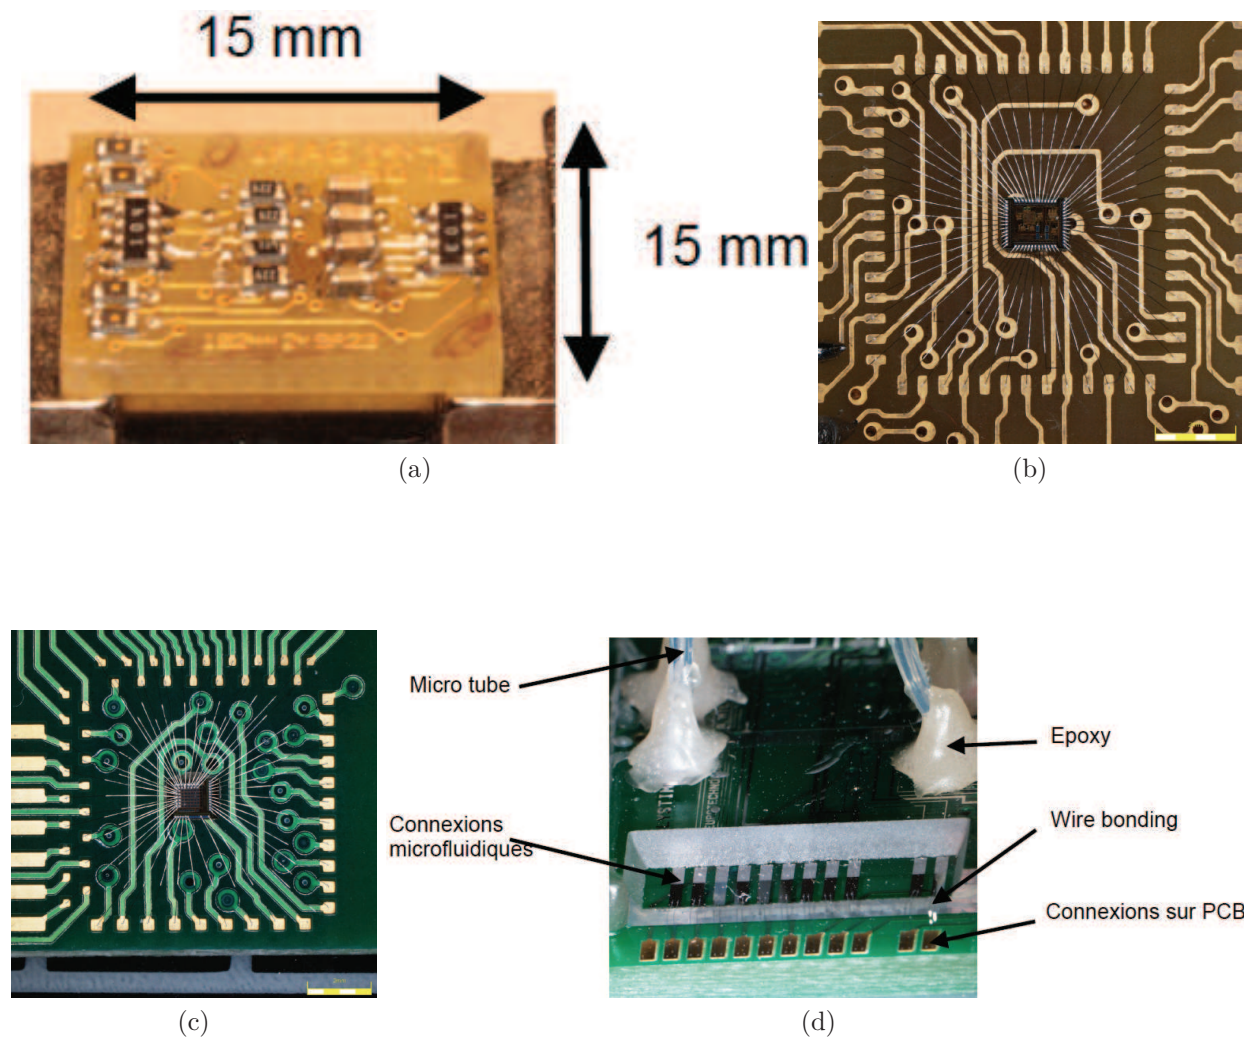 15 mm
15 mm
(a)
(b)
Micro tube
Epoxy
Connexions
microfluidiques
Wire bonding
Connexions sur PCB
(c)
(d)